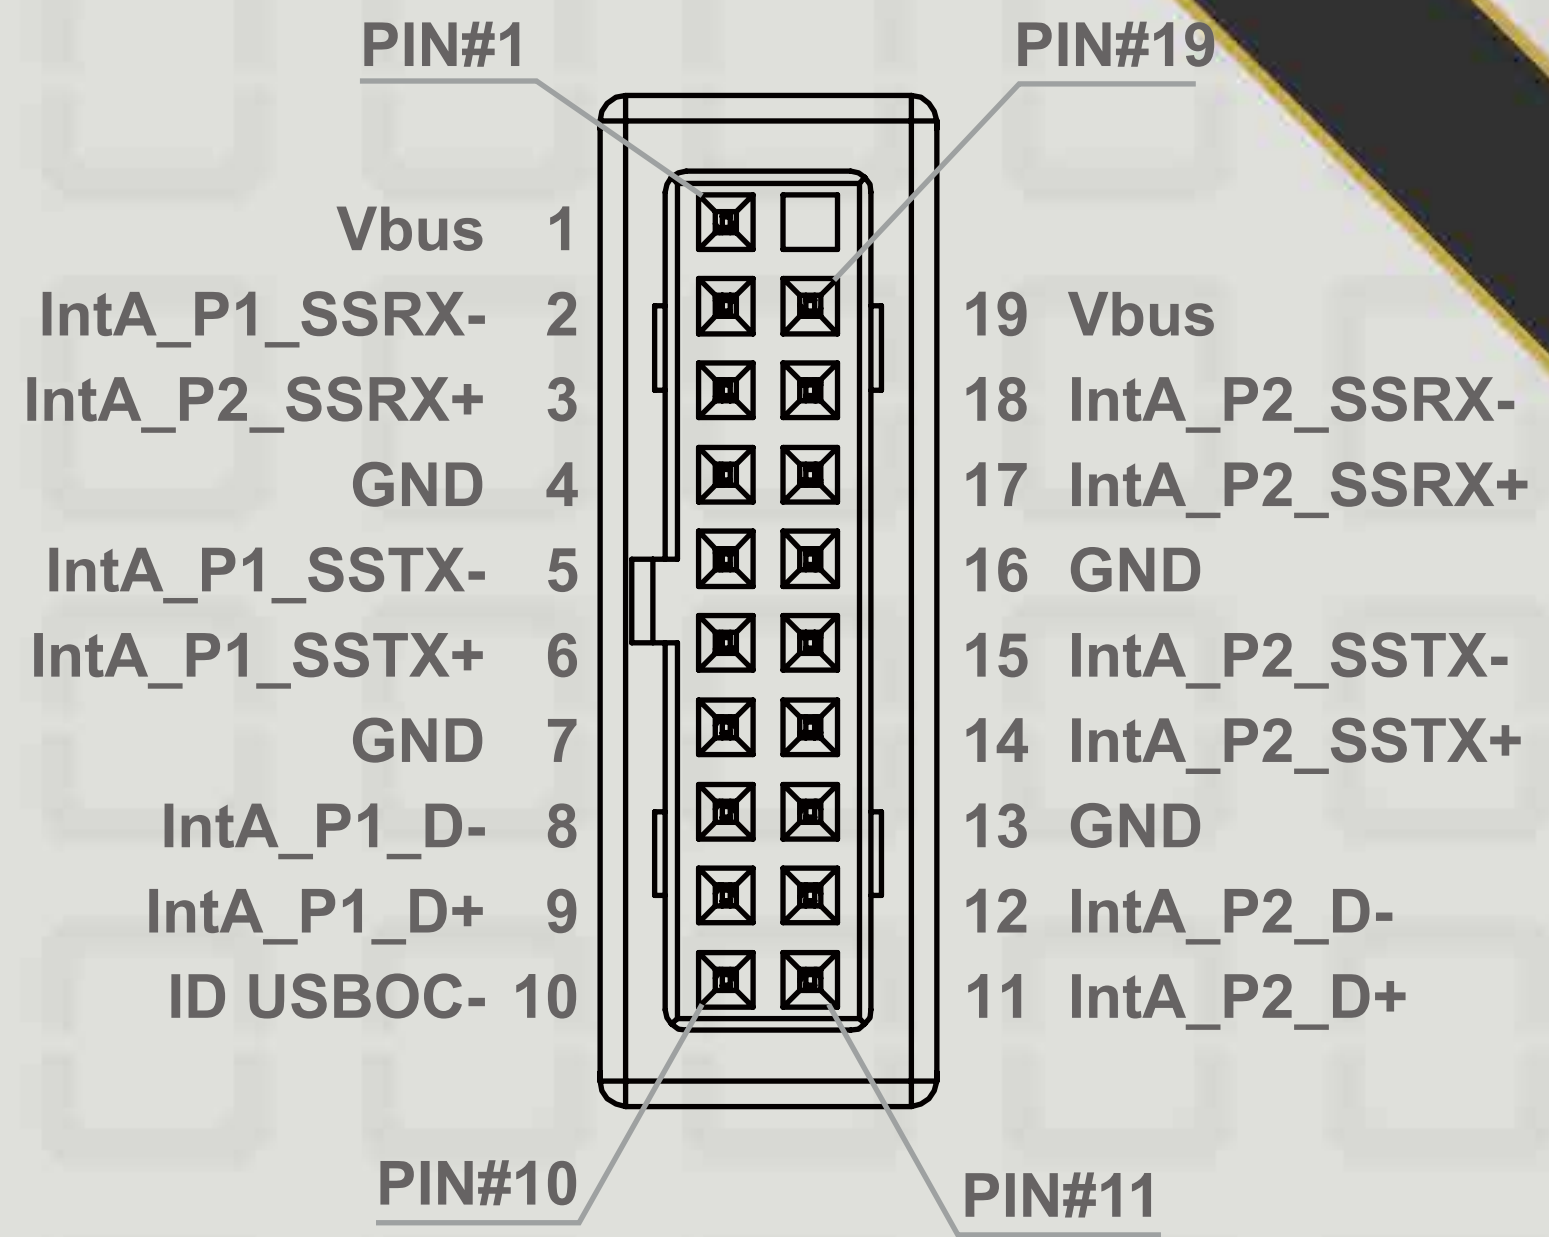 PIN#1 PIN#19
Vbus 1
IntA_P1_SSRX- 2 19 Vbus
IntA_P2_SSRX+ 3 18 IntA_P2_SSRX-
GND 4 17 IntA_P2_SSRX+
IntA_P1_SSTX- 5 16 GND
IntA_P1_SSTX+ 6 15 IntA_P2_SSTX-
GND 7 14 IntA_P2_SSTX+
IntA_P1_D- 8 13 GND
IntA_P1_D+ 9 12 IntA_P2_D-
ID USBOC- 10 11 IntA_P2_D+
PIN#10 PIN#11